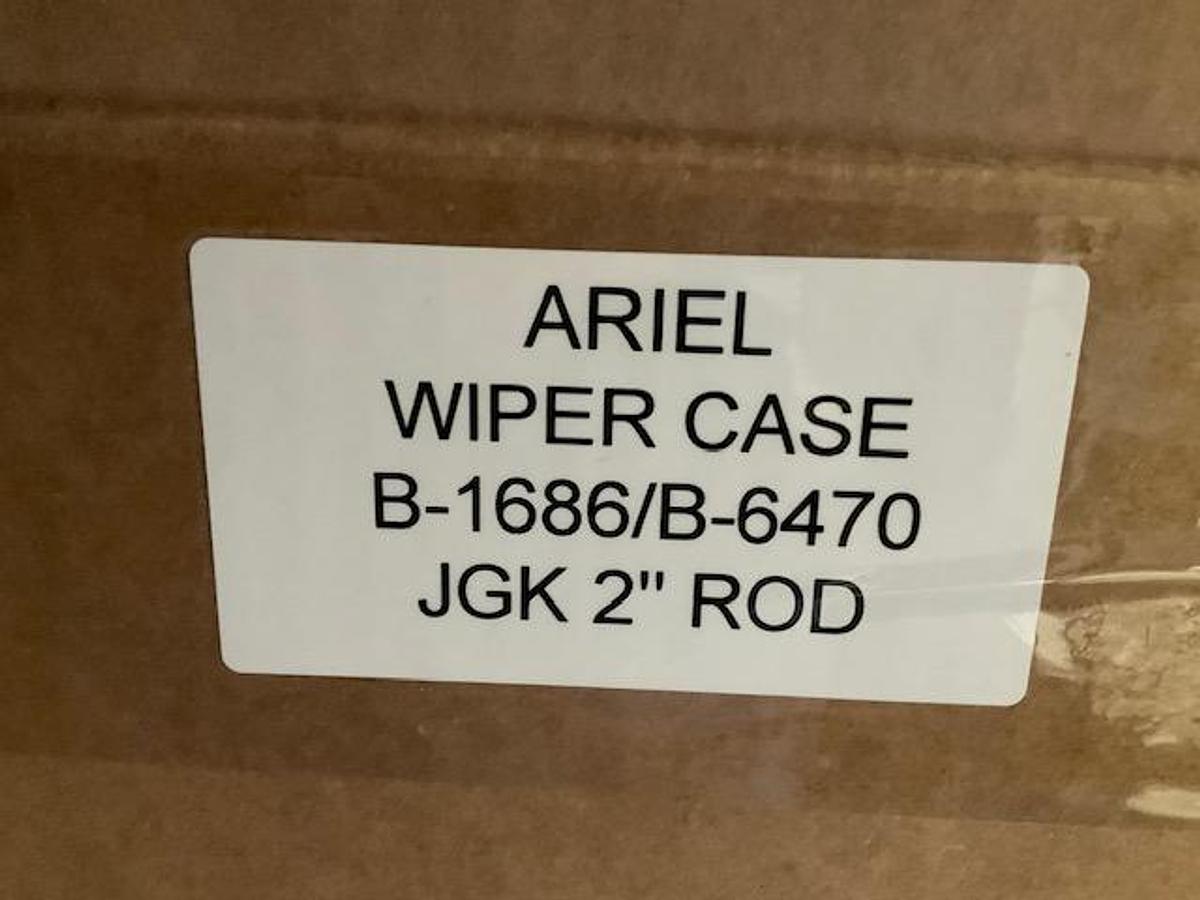 ARIEL
WIPER CASE
B-1686/B-6470
JGK 2" ROD